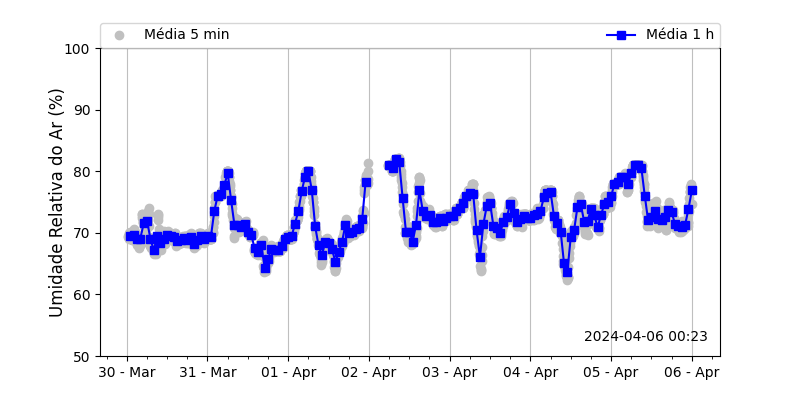 Média 5 min
Média 1 h
Umidade Relativa do Ar (%)
100
90
80
70
60
50
2024-04-06 00:23
30 - Mar
31 - Mar
01 - Apr
02 - Apr
03 - Apr
04 - Apr
05 - Apr
06 - Apr